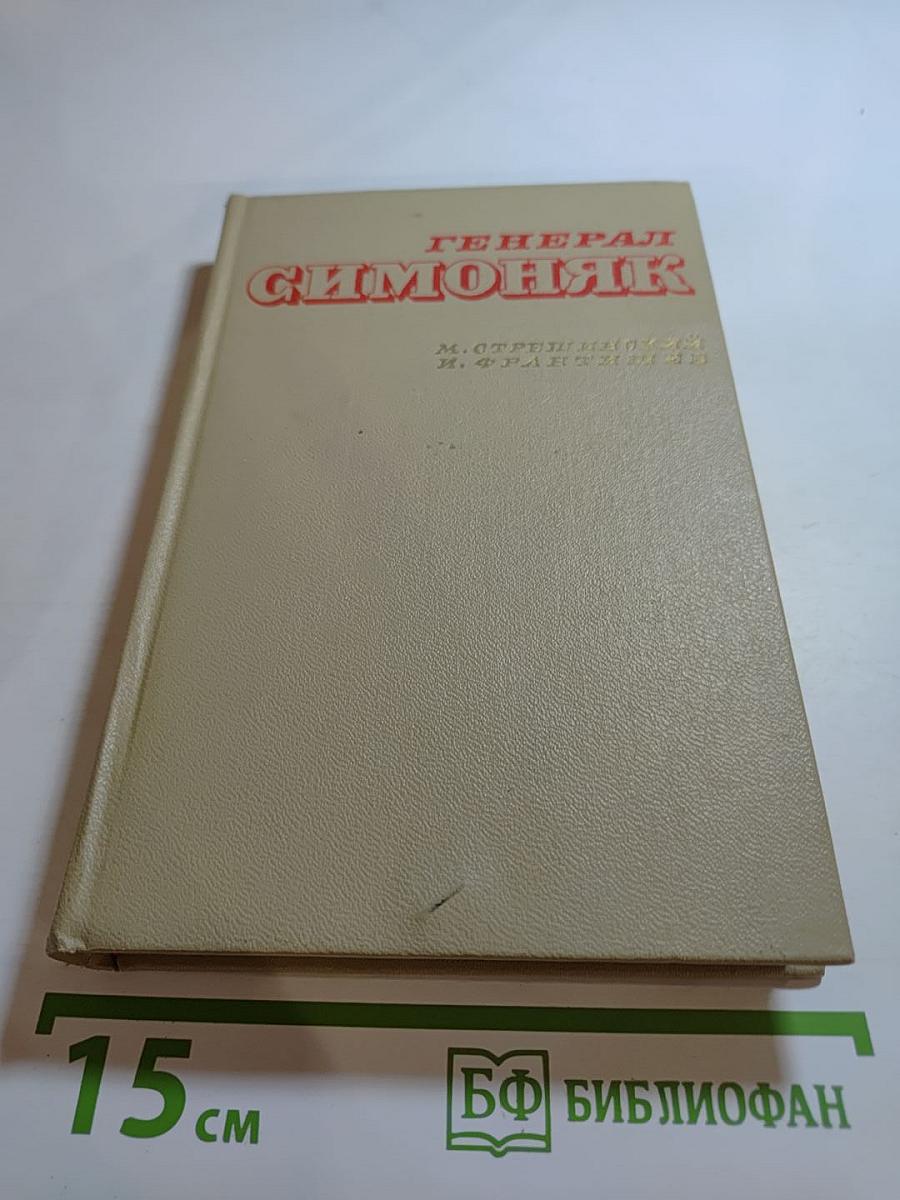 ГЕНЕРАЛ
СИМОНЯК
М. СТРЕШИНСКИЙ
И. ФРАНТИШЕВ
15 см
БФ БИБЛИОФАН